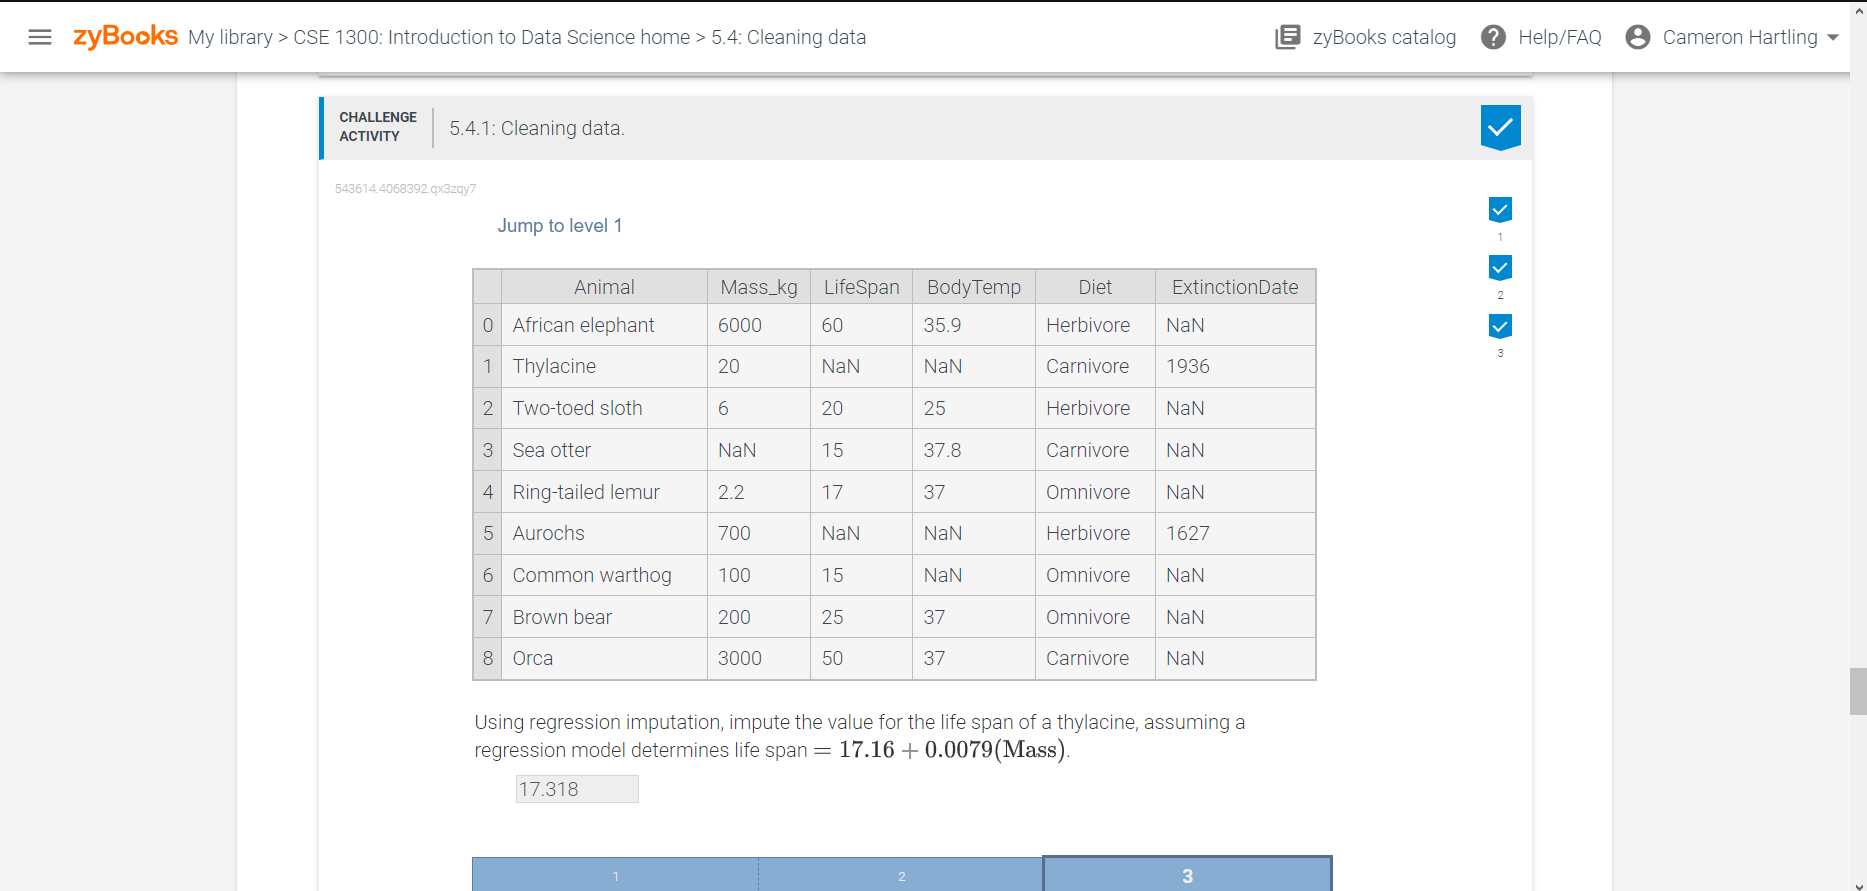 zyBooks My library > CSE 1300: Introduction to Data Science home > 5.4: Cleaning data zyBooks catalog ? Help/FAQ Cameron Hartling
CHALLENGE ACTIVITY 5.4.1: Cleaning data.
543614.4068392.qx3zqy7
Jump to level 1
1
2
3
Animal Mass_kg LifeSpan BodyTemp Diet ExtinctionDate
0 African elephant 6000 60 35.9 Herbivore NaN
1 Thylacine 20 NaN NaN Carnivore 1936
2 Two-toed sloth 6 20 25 Herbivore NaN
3 Sea otter NaN 15 37.8 Carnivore NaN
4 Ring-tailed lemur 2.2 17 37 Omnivore NaN
5 Aurochs 700 NaN NaN Herbivore 1627
6 Common warthog 100 15 NaN Omnivore NaN
7 Brown bear 200 25 37 Omnivore NaN
8 Orca 3000 50 37 Carnivore NaN
Using regression imputation, impute the value for the life span of a thylacine, assuming a
regression model determines life span = 17.16 + 0.0079(Mass).
17.318
1 2 3